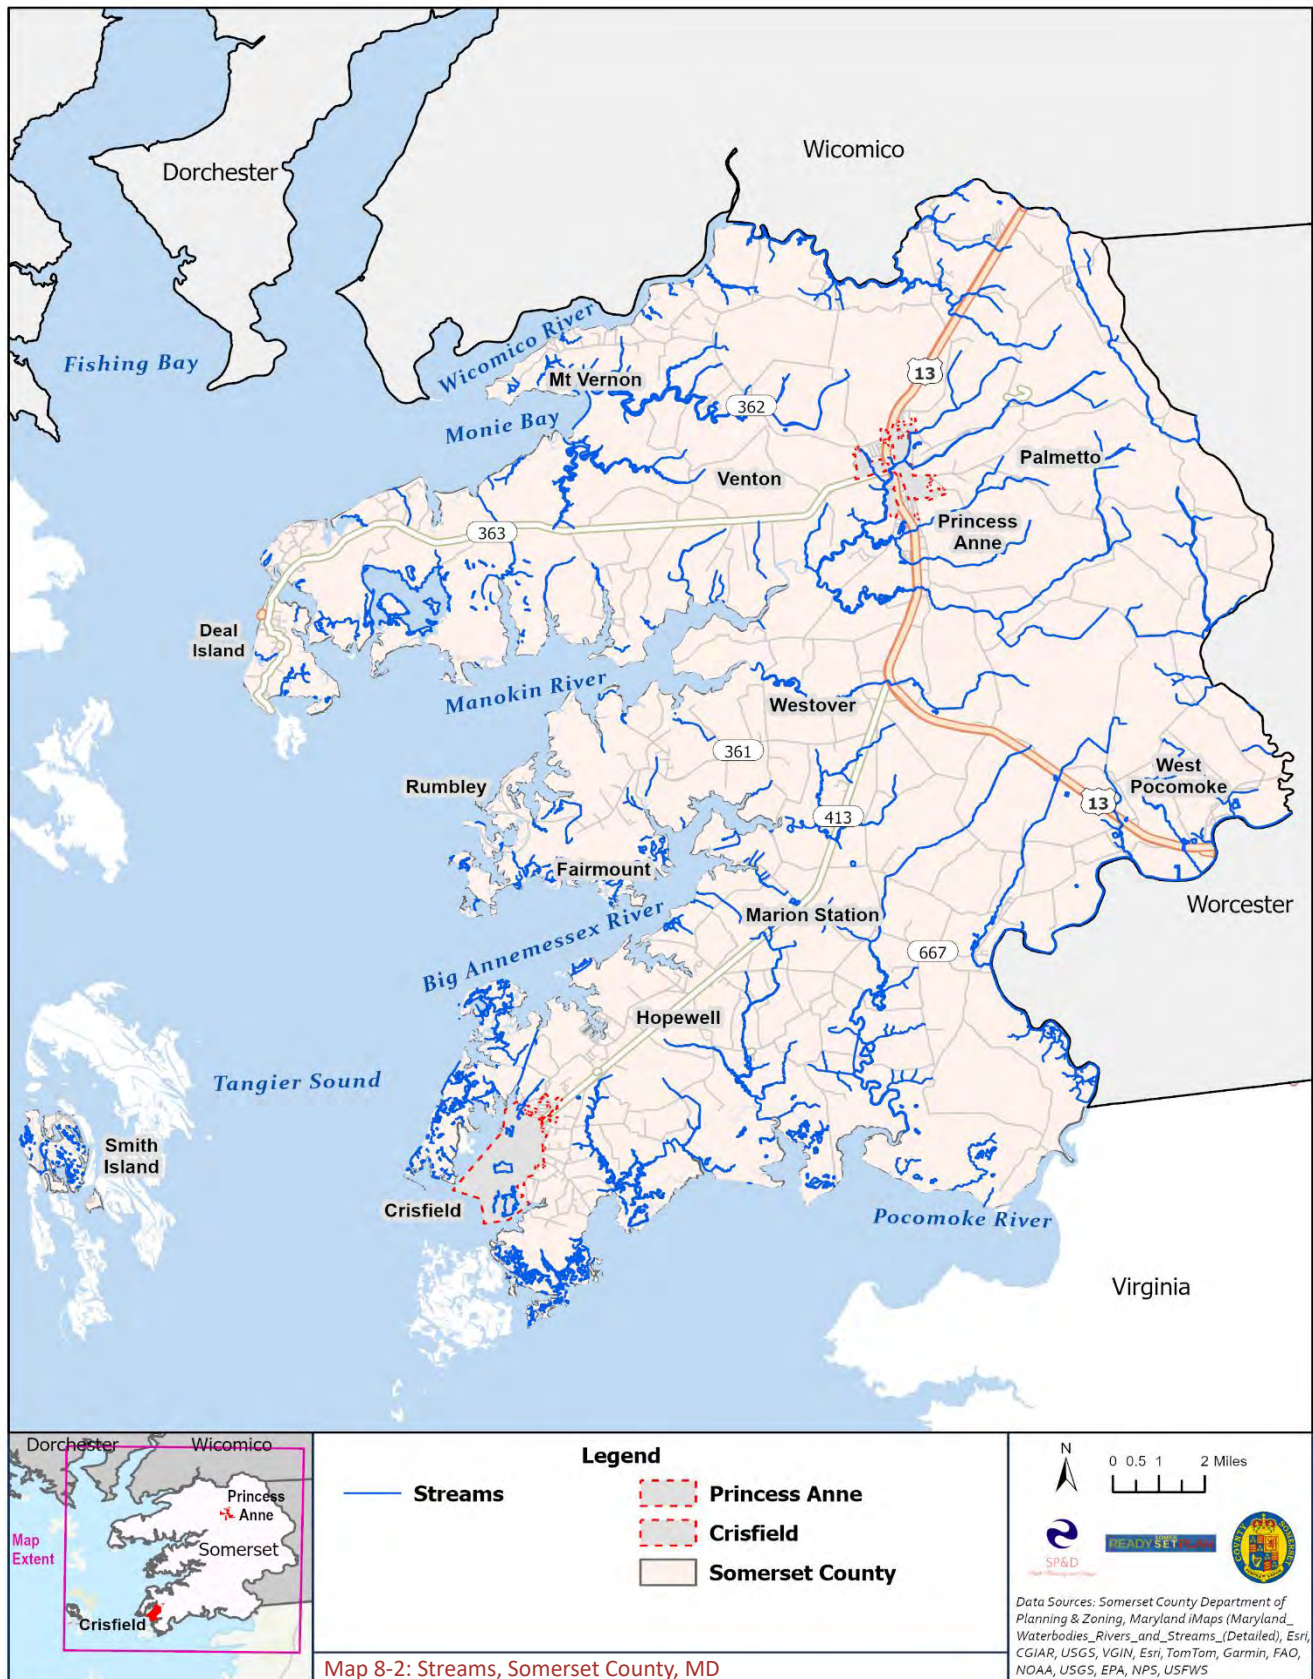 Wicomico
Dorchester
Fishing Bay
Wicomico River
Mt Vernon
13
362
Monie Bay
Palmetto
Venton
Princess
Anne
363
Deal
Island
Manokin River
Westover
361
Rumbley
West
Pocomoke
13
413
Fairmount
Marion Station
Worcester
Big Annemessex River
667
Hopewell
Tangier Sound
Smith
Island
Crisfield
Pocomoke River
Virginia
Dorchester
Wicomico
Princess
Anne
Map
Extent
Somerset
Crisfield
Legend
Streams
Princess Anne
Crisfield
Somerset County
Map 8-2: Streams, Somerset County, MD
N
0 0.5 1 2 Miles
SP&D
READY SET PLAN
SOMERSET
COUNTY
Data Sources: Somerset County Department of
Planning & Zoning, Maryland iMaps (Maryland_
Waterbodies_Rivers_and_Streams_(Detailed), Esri,
CGIAR, USGS, VGIN, Esri, TomTom, Garmin, FAO,
NOAA, USGS, EPA, NPS, USFWS